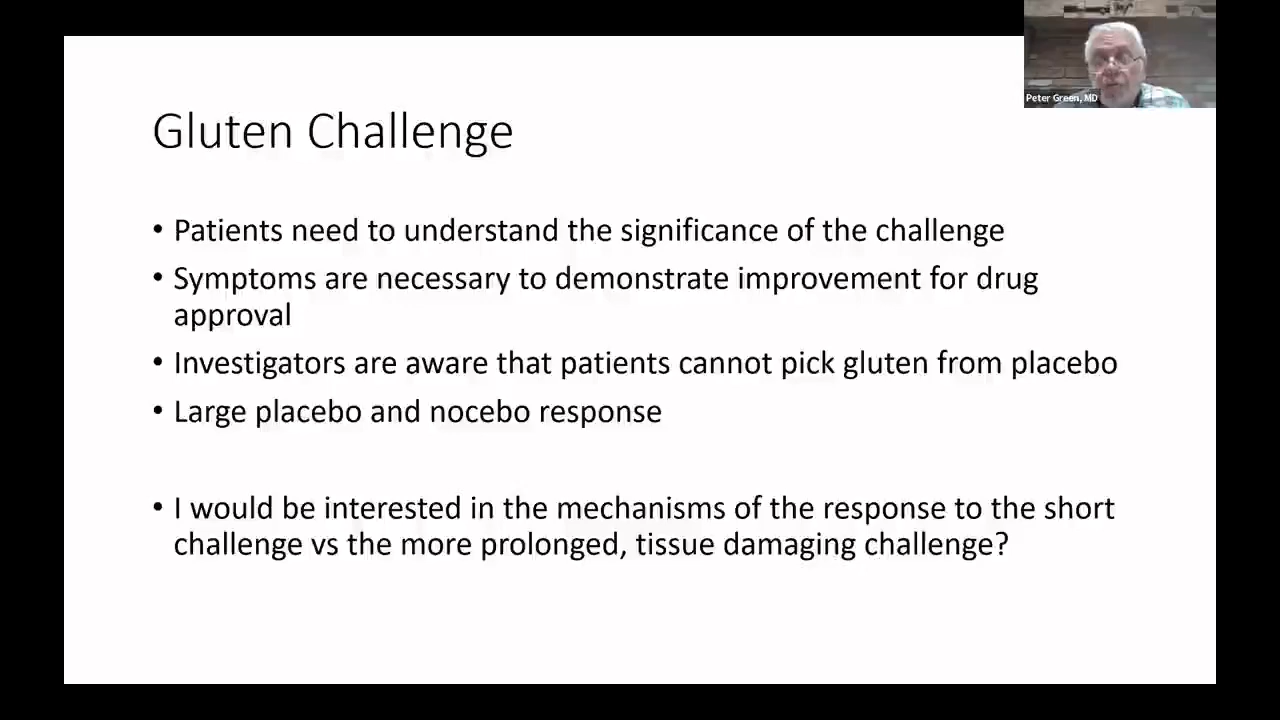 Peter Green, MD
Gluten Challenge
• Patients need to understand the significance of the challenge
• Symptoms are necessary to demonstrate improvement for drug
approval
• Investigators are aware that patients cannot pick gluten from placebo
• Large placebo and nocebo response
• I would be interested in the mechanisms of the response to the short
challenge vs the more prolonged, tissue damaging challenge?